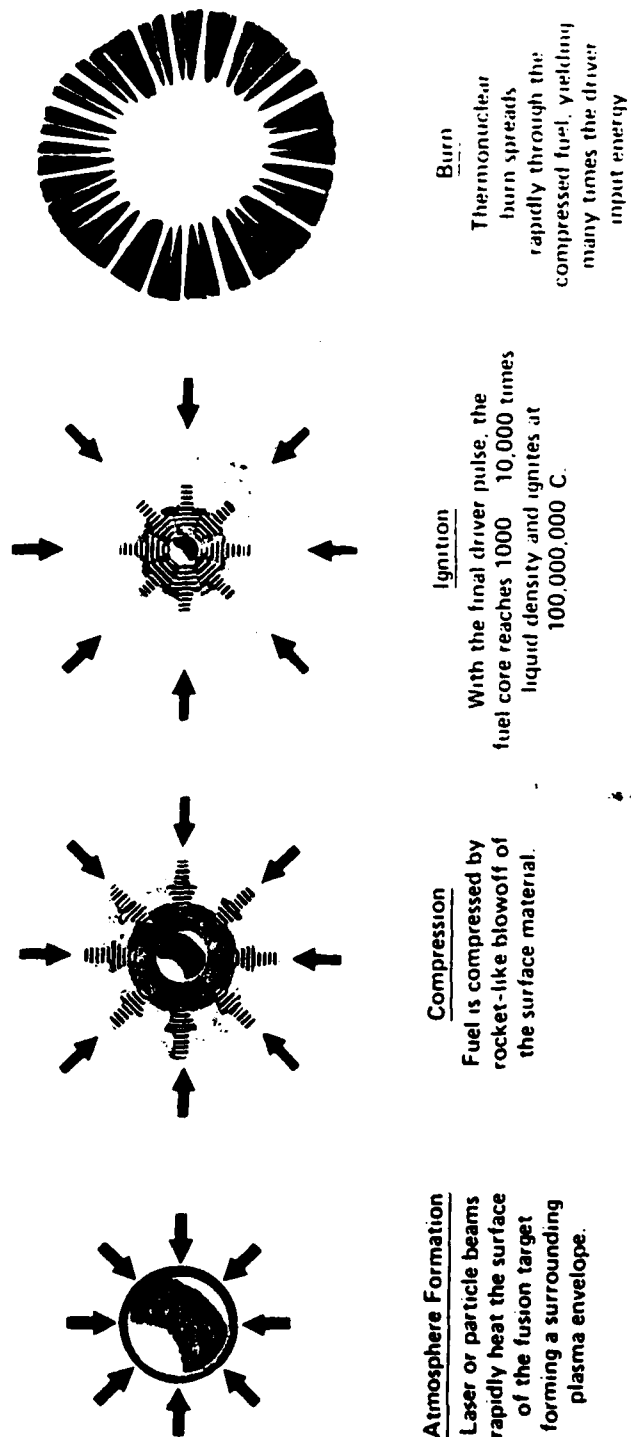 Atmosphere Formation
Laser or particle beams
rapidly heat the surface
of the fusion target
forming a surrounding
plasma envelope.
Compression
Fuel is compressed by
rocket-like blowoff of
the surface material.
Ignition
With the final driver pulse, the
fuel core reaches 1000 10,000 times
liquid density and ignites at
100,000,000 C.
Burn
Thermonuclear
burn spreads
rapidly through the
compressed fuel, yielding
many times the driver
input energy